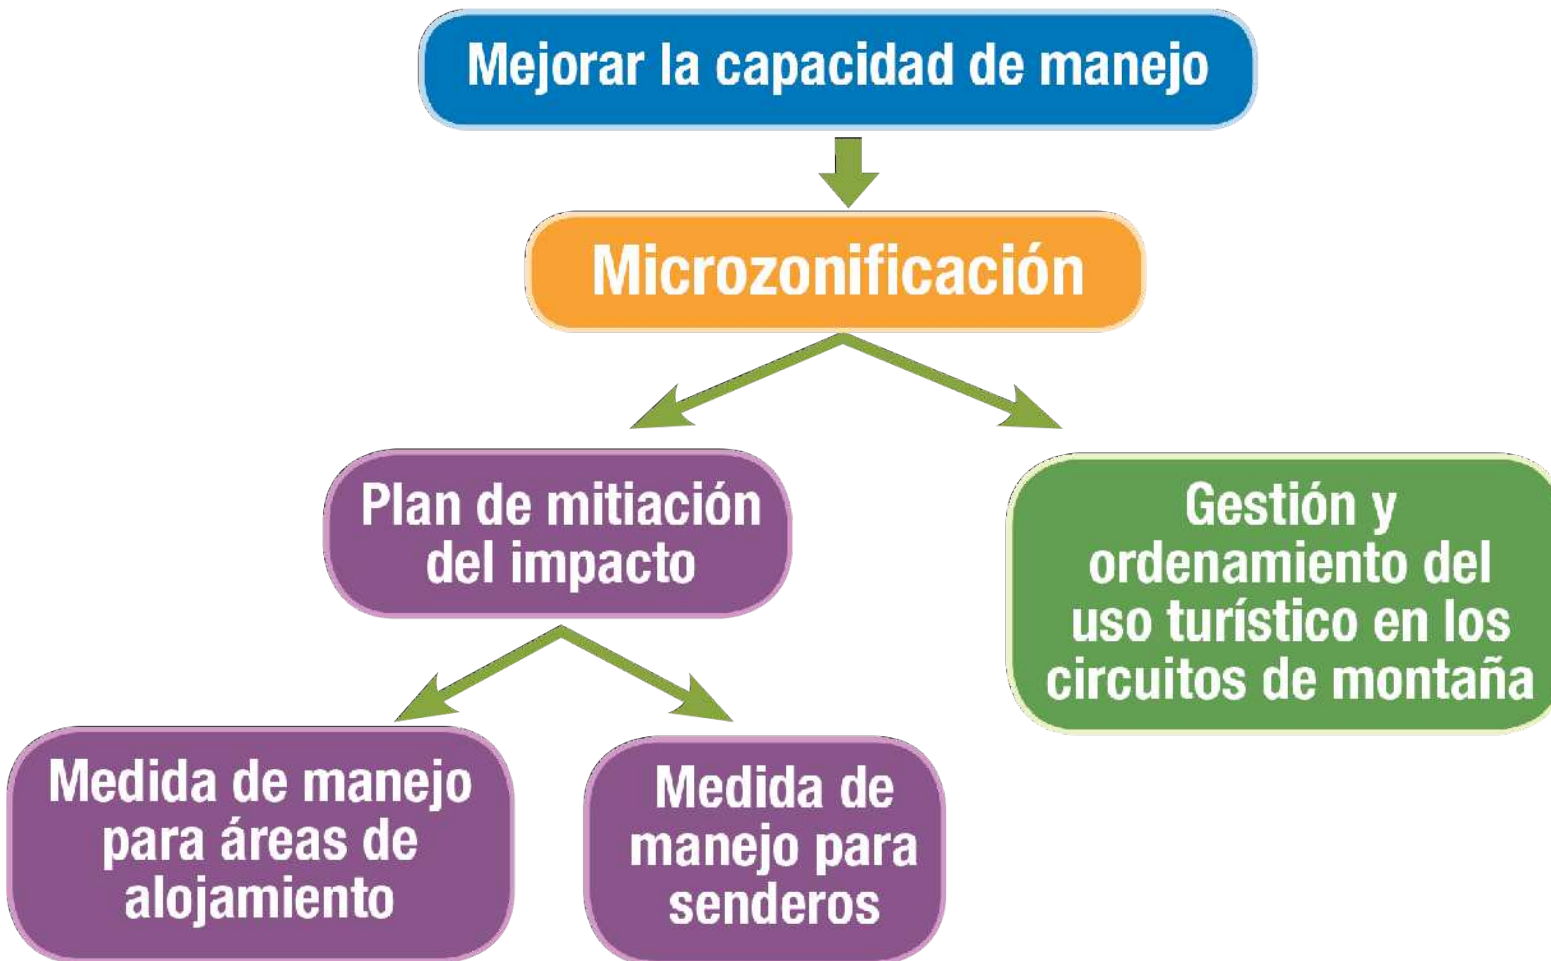 Mejorar la capacidad de manejo
Microzonificación
Plan de mitiación
del impacto
Gestión y
ordenamiento del
uso turístico en los
circuitos de montaña
Medida de manejo
para áreas de
alojamiento
Medida de
manejo para
senderos